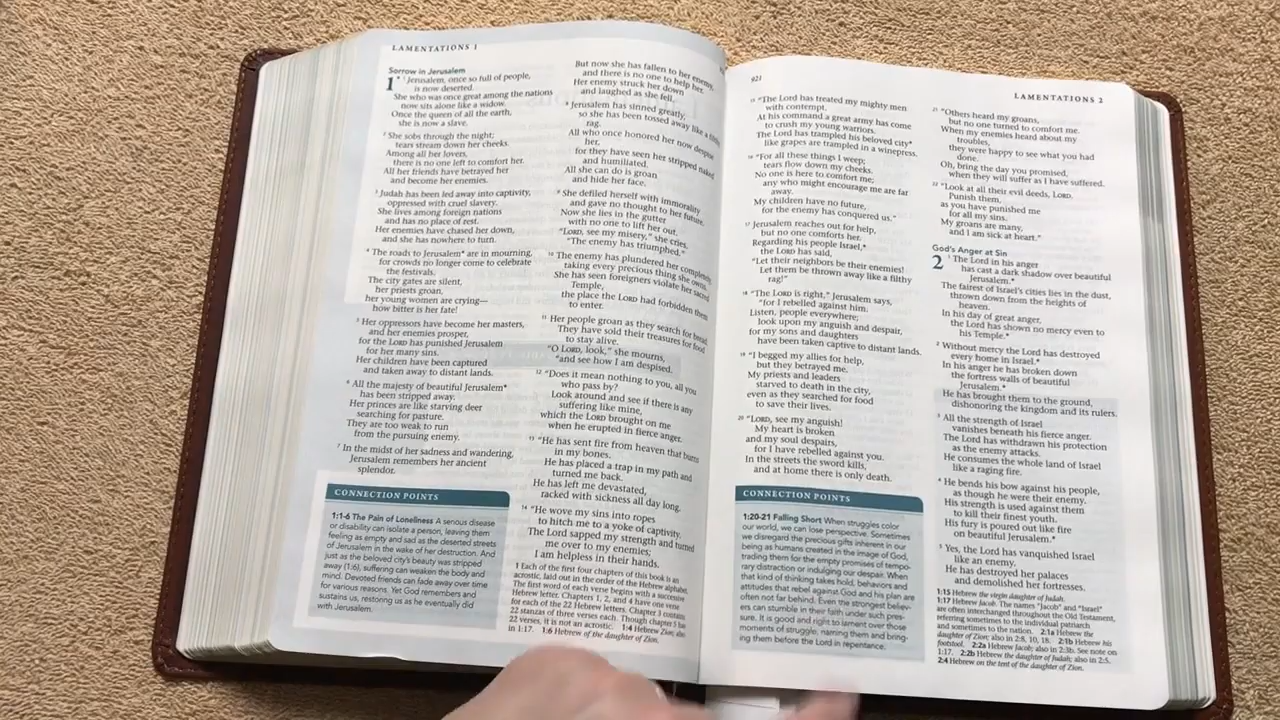 LAMENTATIONS 1
Sorrow in Jerusalem
1* 1 Jerusalem, once so full of people,
is now deserted.
She who was once great among the nations
now sits alone like a widow.
Once the queen of all the earth,
she is now a slave.
2 She sobs through the night;
tears stream down her cheeks.
Among all her lovers,
there is no one left to comfort her.
All her friends have betrayed her
and become her enemies.
3 Judah has been led away into captivity,
oppressed with cruel slavery.
She lives among foreign nations
and has no place of rest.
Her enemies have chased her down,
and she has nowhere to turn.
4 The roads to Jerusalem* are in mourning,
for crowds no longer come to celebrate
the festivals.
The city gates are silent,
her priests groan,
her young women are crying—
how bitter is her fate!
5 Her oppressors have become her masters,
and her enemies prosper,
for the LORD has punished Jerusalem
for her many sins.
Her children have been captured
and taken away to distant lands.
6 All the majesty of beautiful Jerusalem*
has been stripped away.
Her princes are like starving deer
searching for pasture.
They are too weak to run
from the pursuing enemy.
7 In the midst of her sadness and wandering,
Jerusalem remembers her ancient
splendor.
CONNECTION POINTS
1:1-6 The Pain of Loneliness A serious disease
or disability can isolate a person, leaving them
feeling as empty and sad as the deserted streets
of Jerusalem in the wake of her destruction. And
just as the beloved city's beauty was stripped
away (1:6), suffering can weaken the body and
mind. Devoted friends can fade away over time
for various reasons. Yet God remembers and
sustains us, restoring us as he eventually did
with Jerusalem.
But now she has fallen to her enemy,
and there is no one to help her.
Her enemy struck her down
and laughed as she fell.
8 Jerusalem has sinned greatly,
so she has been tossed away like a filthy
rag.
All who once honored her now despise
her,
for they have seen her stripped naked
and humiliated.
All she can do is groan
and hide her face.
9 She defiled herself with immorality
and gave no thought to her future.
Now she lies in the gutter
with no one to lift her out.
"LORD, see my misery," she cries.
"The enemy has triumphed."
10 The enemy has plundered her completely,
taking every precious thing she owns.
She has seen foreigners violate her sacred
Temple,
the place the LORD had forbidden them
to enter.
11 Her people groan as they search for bread.
They have sold their treasures for food
to stay alive.
"O LORD, look," she mourns,
"and see how I am despised.
12 "Does it mean nothing to you, all you
who pass by?
Look around and see if there is any
suffering like mine,
which the LORD brought on me
when he erupted in fierce anger.
13 "He has sent fire from heaven that burns
in my bones.
He has placed a trap in my path and
turned me back.
He has left me devastated,
racked with sickness all day long.
14 "He wove my sins into ropes
to hitch me to a yoke of captivity.
The Lord sapped my strength and turned
me over to my enemies;
I am helpless in their hands.
1 Each of the first four chapters of this book is an
acrostic, laid out in the order of the Hebrew alphabet.
The first word of each verse begins with a successive
Hebrew letter. Chapters 1, 2, and 4 have one verse
for each of the 22 Hebrew letters. Chapter 3 contains
22 stanzas of three verses each. Though chapter 5 has
22 verses, it is not an acrostic. 1:4 Hebrew Zion; also
in 1:17. 1:6 Hebrew of the daughter of Zion.
921
LAMENTATIONS 2
15 "The Lord has treated my mighty men
with contempt.
At his command a great army has come
to crush my young warriors.
The Lord has trampled his beloved city*
like grapes are trampled in a winepress.
16 "For all these things I weep;
tears flow down my cheeks.
No one is here to comfort me;
any who might encourage me are far
away.
My children have no future,
for the enemy has conquered us."
17 Jerusalem reaches out for help,
but no one comforts her.
Regarding his people Israel,*
the LORD has said,
"Let their neighbors be their enemies!
Let them be thrown away like a filthy
rag!"
18 "The LORD is right," Jerusalem says,
"for I rebelled against him.
Listen, people everywhere;
look upon my anguish and despair,
for my sons and daughters
have been taken captive to distant lands.
19 "I begged my allies for help,
but they betrayed me.
My priests and leaders
starved to death in the city,
even as they searched for food
to save their lives.
20 "LORD, see my anguish!
My heart is broken
and my soul despairs,
for I have rebelled against you.
In the streets the sword kills,
and at home there is only death.
CONNECTION POINTS
1:20-21 Falling Short When struggles color
our world, we can lose perspective. Sometimes
we disregard the precious gifts inherent in our
being as humans created in the image of God,
trading them for the empty promises of tempo-
rary distraction or indulging our despair. When
that kind of thinking takes hold, behaviors and
attitudes that rebel against God and his plan are
often not far behind. Even the strongest believ-
ers can stumble in their faith under such pres-
sure. It is good and right to lament over those
moments of struggle, naming them and bring-
ing them before the Lord in repentance.
21 "Others heard my groans,
but no one turned to comfort me.
When my enemies heard about my
troubles,
they were happy to see what you had
done.
Oh, bring the day you promised,
when they will suffer as I have suffered.
22 "Look at all their evil deeds, LORD.
Punish them,
as you have punished me
for all my sins.
My groans are many,
and I am sick at heart."
God's Anger at Sin
2 1 The Lord in his anger
has cast a dark shadow over beautiful
Jerusalem.*
The fairest of Israel's cities lies in the dust,
thrown down from the heights of
heaven.
In his day of great anger,
the Lord has shown no mercy even to
his Temple.*
2 Without mercy the Lord has destroyed
every home in Israel.*
In his anger he has broken down
the fortress walls of beautiful
Jerusalem.*
He has brought them to the ground,
dishonoring the kingdom and its rulers.
3 All the strength of Israel
vanishes beneath his fierce anger.
The Lord has withdrawn his protection
as the enemy attacks.
He consumes the whole land of Israel
like a raging fire.
4 He bends his bow against his people,
as though he were their enemy.
His strength is used against them
to kill their finest youth.
His fury is poured out like fire
on beautiful Jerusalem.*
5 Yes, the Lord has vanquished Israel
like an enemy.
He has destroyed her palaces
and demolished her fortresses.
1:15 Hebrew the virgin daughter of Judah.
1:17 Hebrew Jacob. The names "Jacob" and "Israel"
are often interchanged throughout the Old Testament,
referring sometimes to the individual patriarch
and sometimes to the nation. 2:1a Hebrew the
daughter of Zion; also in 2:8, 10, 18. 2:1b Hebrew his
footstool. 2:2a Hebrew Jacob; also in 2:3b. See note on
1:17. 2:2b Hebrew the daughter of Judah; also in 2:5.
2:4 Hebrew on the tent of the daughter of Zion.